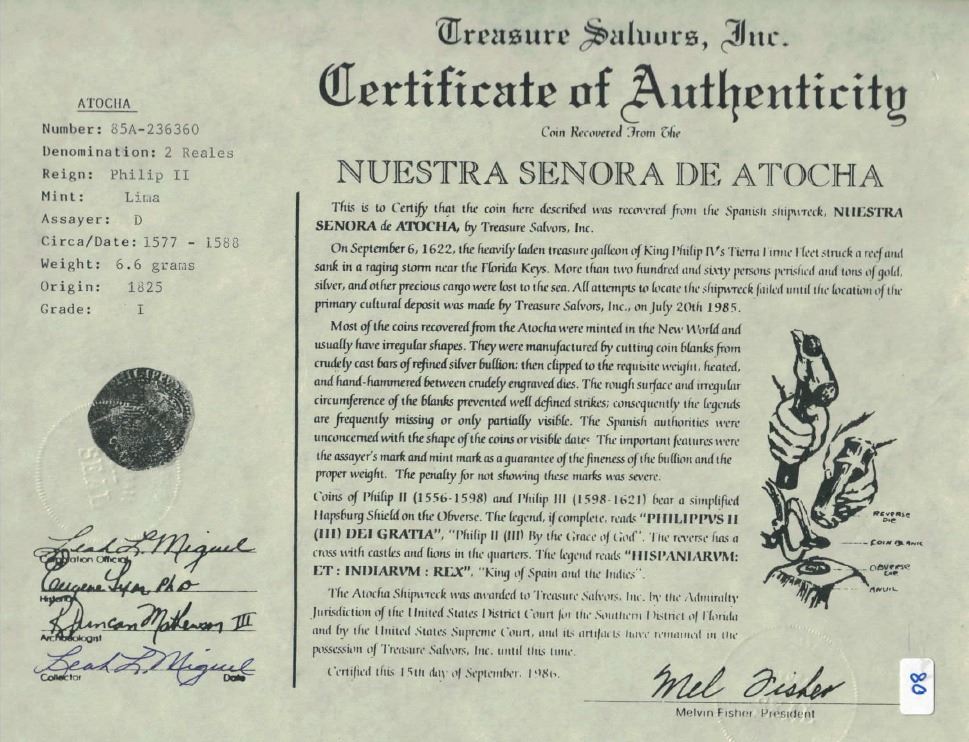 Treasure Salvors, Inc.
Certificate of Authenticity
Coin Recovered From The
NUESTRA SENORA DE ATOCHA
ATOCHA
Number: 85A-236360
Denomination: 2 Reales
Reign: Philip II
Mint: Lima
Assayer: D
Circa/Date: 1577 - 1588
Weight: 6.6 grams
Origin: 1825
Grade: I
This is to Certify that the coin here described was recovered from the Spanish shipwreck, NUESTRA
SENORA de ATOCHA, by Treasure Salvors, Inc.
On September 6, 1622, the heavily laden treasure galleon of King Philip IV's Tierra Firme Fleet struck a reef and
sank in a raging storm near the Florida Keys. More than two hundred and sixty persons perished and tons of gold,
silver, and other precious cargo were lost to the sea. All attempts to locate the shipwreck failed until the location of the
primary cultural deposit was made by Treasure Salvors, Inc., on July 20th 1985.
Most of the coins recovered from the Atocha were minted in the New World and
usually have irregular shapes. They were manufactured by cutting coin blanks from
crudely cast bars of refined silver bullion; then clipped to the requisite weight, heated,
and hand-hammered between crudely engraved dies. The rough surface and irregular
circumference of the blanks prevented well defined strikes; consequently the legends
are frequently missing or only partially visible. The Spanish authorities were
unconcerned with the shape of the coins or visible dates The important features were
the assayer's mark and mint mark as a guarantee of the fineness of the bullion and the
proper weight. The penalty for not showing these marks was severe.
Coins of Philip II (1556-1598) and Philip III (1598-1621) bear a simplified
Hapsburg Shield on the Obverse. The legend, if complete, reads "PHILIPPVS II
(III) DEI GRATIA", "Philip II (III) By the Grace of God". The reverse has a
cross with castles and lions in the quarters. The legend reads "HISPANIARVM:
ET : INDIARVM : REX", "King of Spain and the Indies".
The Atocha Shipwreck was awarded to Treasure Salvors, Inc. by the Admiralty
Jurisdiction of the United States District Court for the Southern District of Florida
and by the United States Supreme Court, and its artifacts have remained in the
possession of Treasure Salvors, Inc. until this time.
Certified this 15th day of September, 1986.
REVERSE
DIE
COIN BLANK
OBVERSE
DIE
ANVIL
SEAL
Leah L. Miguel
Corporation Officer
Eugene Lyon PhD
Historian
R. Duncan Mathewson III
Archaeologist
Leah L. Miguel
Collector Date
Mel Fisher
Melvin Fisher, President
80